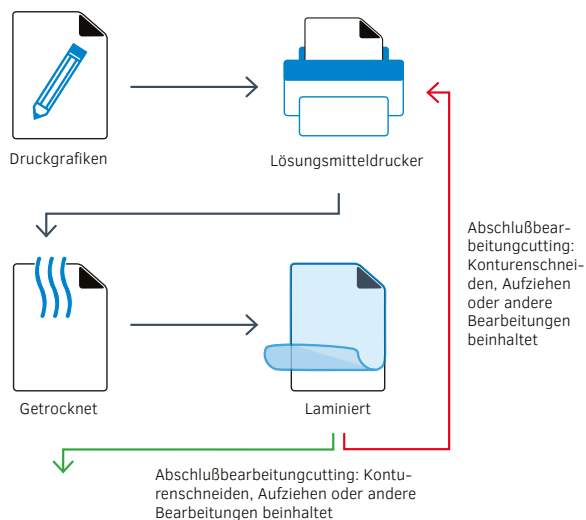 Druckgrafiken
Lösungsmitteldrucker
Abschlußbear-
beitungcutting:
Konturenschnei-
den, Aufziehen
oder andere
Bearbeitungen
beinhaltet
Getrocknet
Laminiert
Abschlußbearbeitungcutting: Kontu-
renschneiden, Aufziehen oder andere
Bearbeitungen beinhaltet